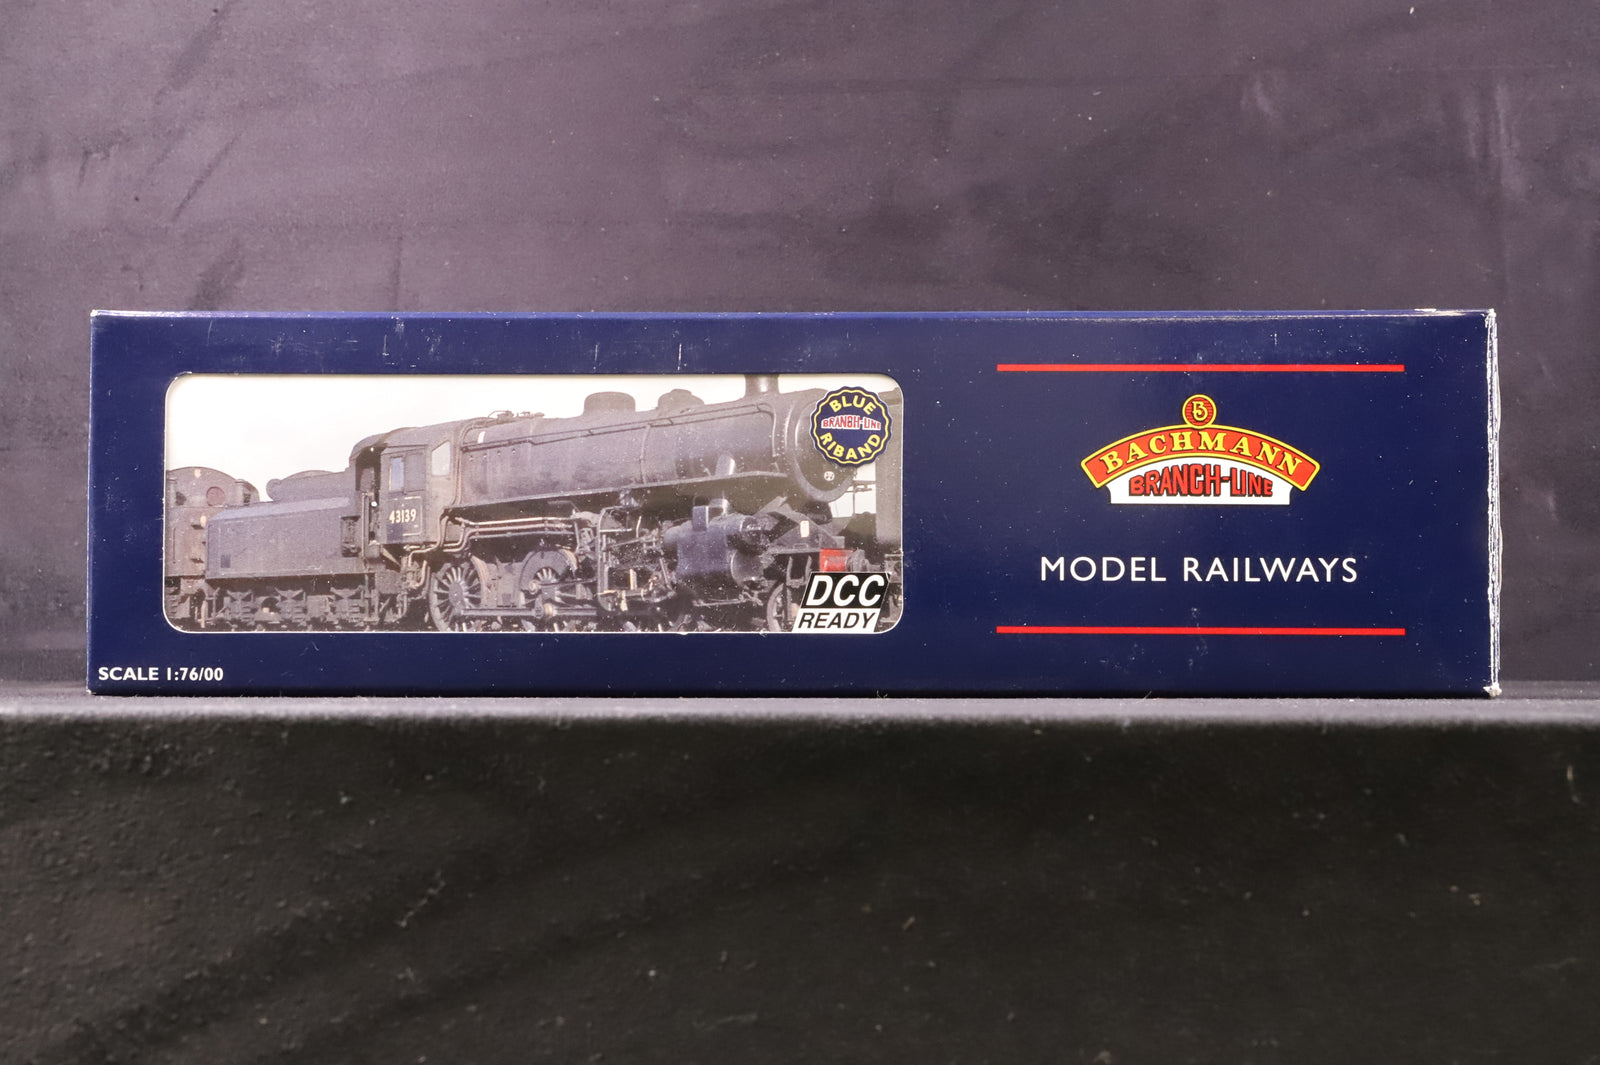 BLUE
BRANCH-LINE
RIBAND
43139
DCC
READY
SCALE 1:76/00
B
BACHMANN
BRANCH-LINE
MODEL RAILWAYS